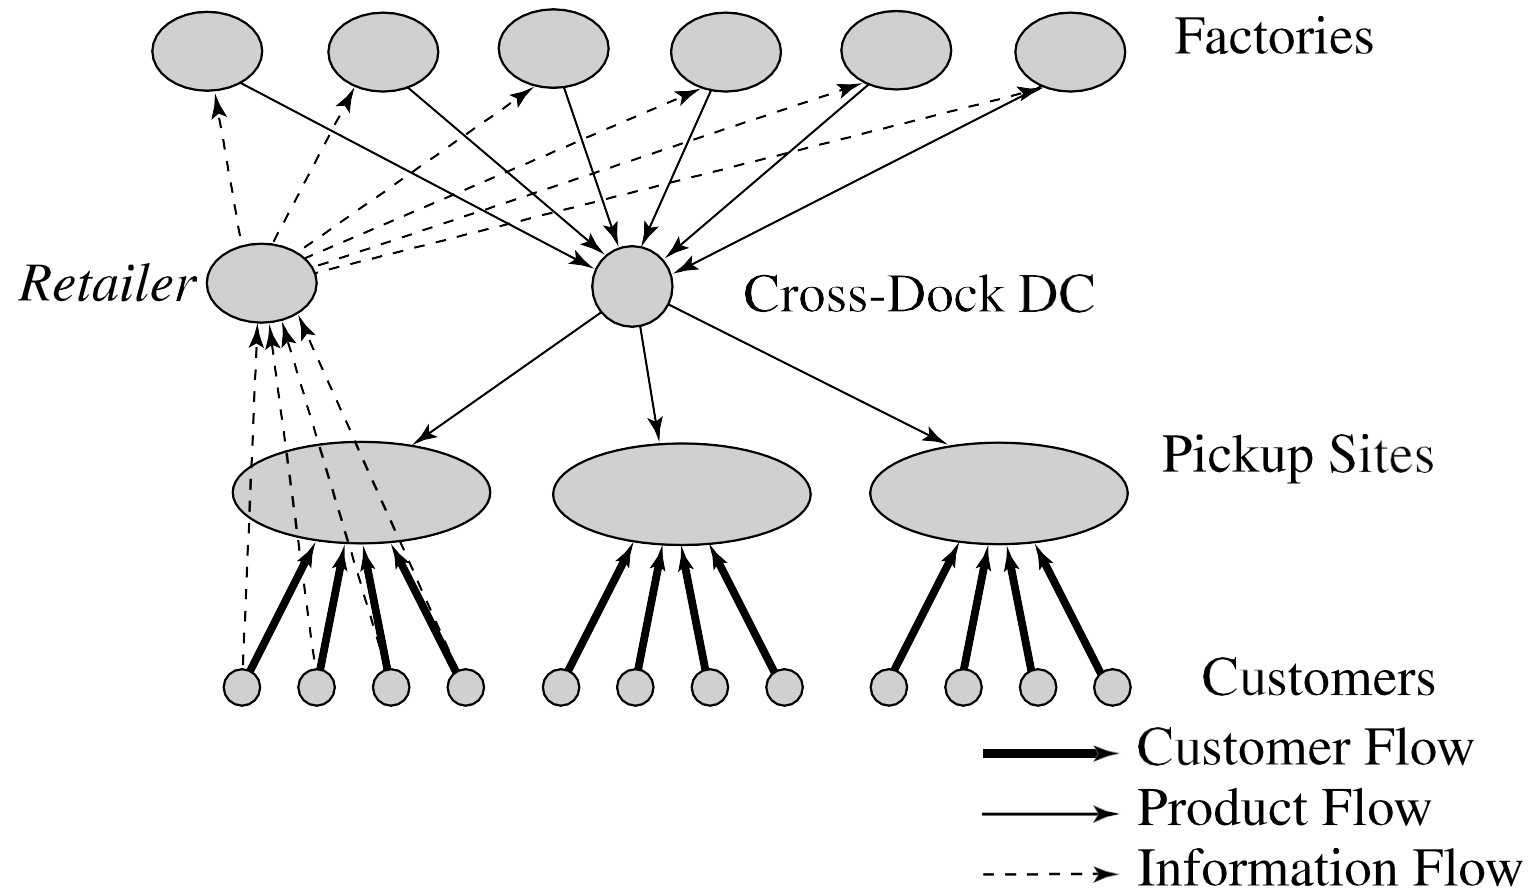 Factories
Retailer
Cross-Dock DC
Pickup Sites
Customers
Customer Flow
Product Flow
Information Flow